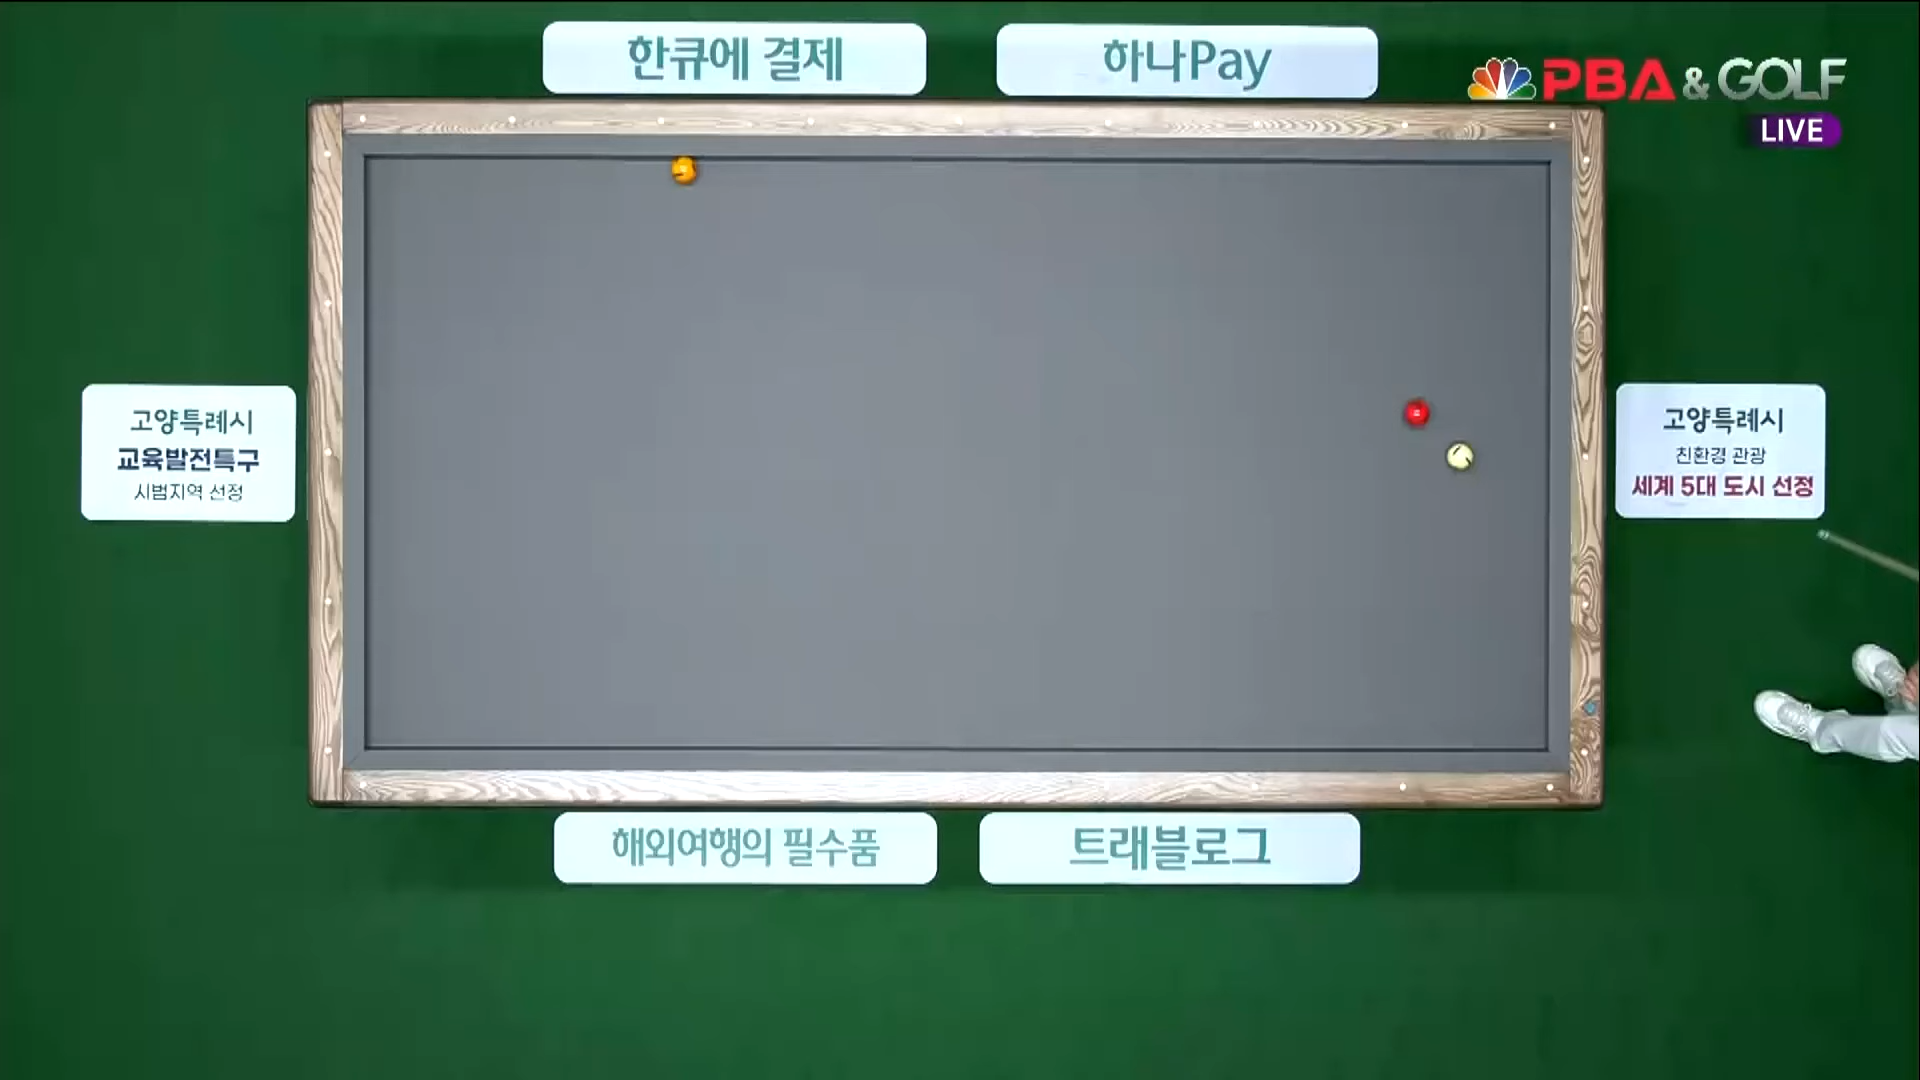 한큐에 결제
하나Pay
PBA & GOLF
LIVE
고양특례시
교육발전특구
시범지역 선정
고양특례시
친환경 관광
세계 5대 도시 선정
해외여행의 필수품
트래블로그